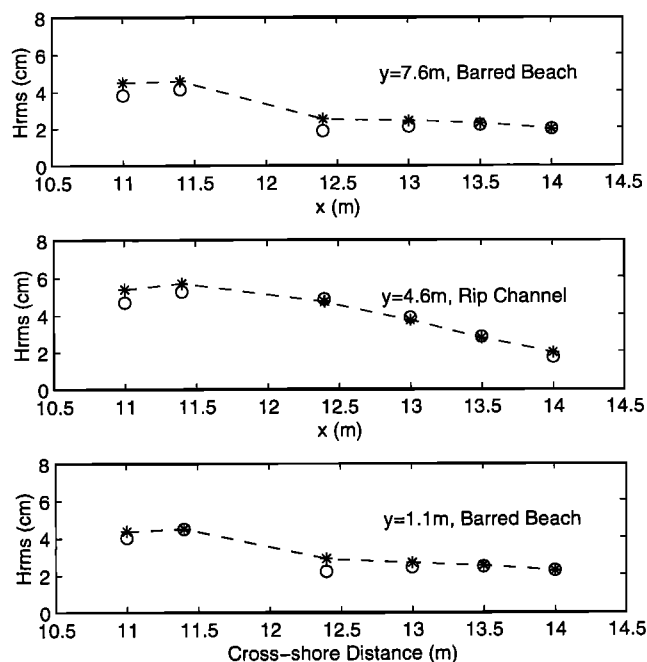 8
6
4
2
0
Hrms (cm)
y=7.6m, Barred Beach
10.5 11 11.5 12 12.5 13 13.5 14 14.5
x (m)
8
6
4
2
0
Hrms (cm)
y=4.6m, Rip Channel
10.5 11 11.5 12 12.5 13 13.5 14 14.5
x (m)
8
6
4
2
0
Hrms (cm)
y=1.1m, Barred Beach
10.5 11 11.5 12 12.5 13 13.5 14 14.5
Cross-shore Distance (m)